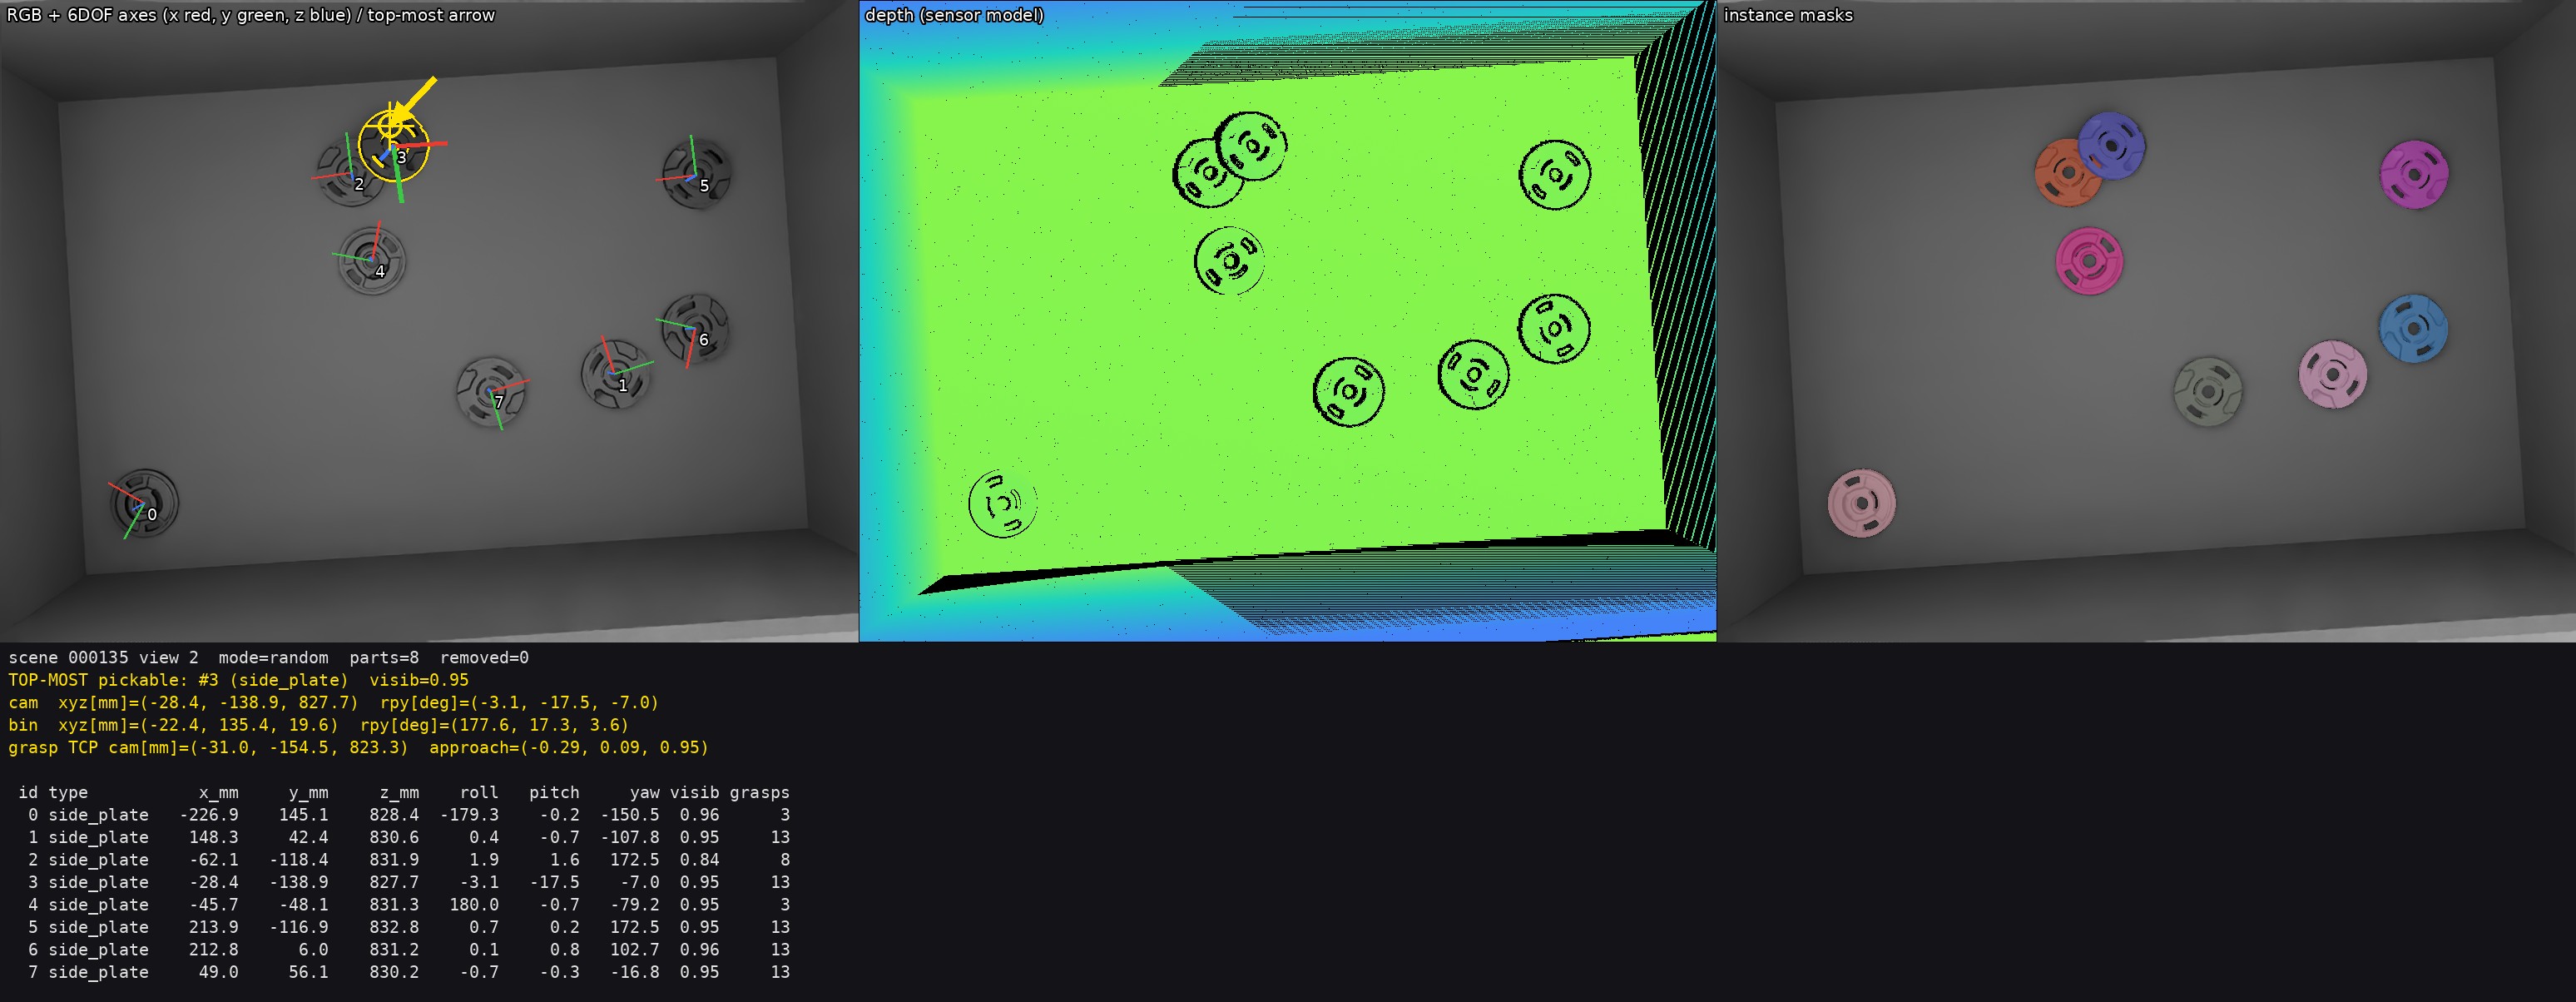 RGB + 6DOF axes (x red, y green, z blue) / top-most arrow
depth (sensor model)
instance masks
3
2
5
4
6
1
7
0
scene 000135 view 2  mode=random  parts=8  removed=0
TOP-MOST pickable: #3 (side_plate)  visib=0.95
cam  xyz[mm]=(-28.4, -138.9, 827.7)  rpy[deg]=(-3.1, -17.5, -7.0)
bin  xyz[mm]=(-22.4, 135.4, 19.6)  rpy[deg]=(177.6, 17.3, 3.6)
grasp TCP cam[mm]=(-31.0, -154.5, 823.3)  approach=(-0.29, 0.09, 0.95)
id type x_mm y_mm z_mm roll pitch yaw visib grasps
0 side_plate -226.9 145.1 828.4 -179.3 -0.2 -150.5 0.96 3
1 side_plate 148.3 42.4 830.6 0.4 -0.7 -107.8 0.95 13
2 side_plate -62.1 -118.4 831.9 1.9 1.6 172.5 0.84 8
3 side_plate -28.4 -138.9 827.7 -3.1 -17.5 -7.0 0.95 13
4 side_plate -45.7 -48.1 831.3 180.0 -0.7 -79.2 0.95 3
5 side_plate 213.9 -116.9 832.8 0.7 0.2 172.5 0.95 13
6 side_plate 212.8 6.0 831.2 0.1 0.8 102.7 0.96 13
7 side_plate 49.0 56.1 830.2 -0.7 -0.3 -16.8 0.95 13